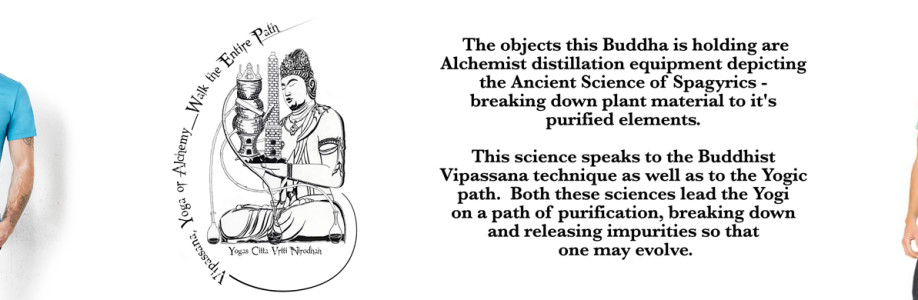 Vipassana, Yoga or Alchemy__Walk the Entire Path
Yogas Citta Vritti Nirodhah
The objects this Buddha is holding are
Alchemist distillation equipment depicting
the Ancient Science of Spagyrics -
breaking down plant material to it's
purified elements.
This science speaks to the Buddhist
Vipassana technique as well as to the Yogic
path. Both these sciences lead the Yogi
on a path of purification, breaking down
and releasing impurities so that
one may evolve.